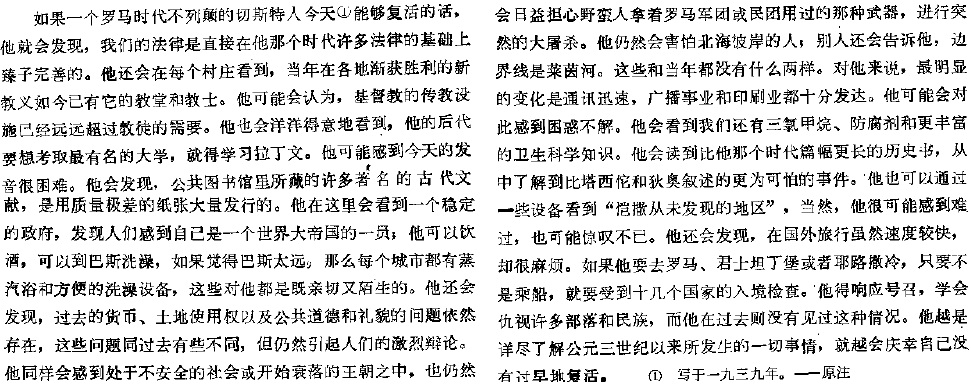 如果一个罗马时代不列颠的切斯特人今天①能够复活的话，
他就会发现，我们的法律是直接在他那个时代许多法律的基础上
臻于完善的。他还会在每个村庄看到，当年在各地渐获胜利的新
教义如今已有它的教堂和教士。他可能会认为，基督教的传教设
施已经远远超过教徒的需要。他也会洋洋得意地看到，他的后代
要想考取最有名的大学，就得学习拉丁文。他可能感到今天的发
音很困难。他会发现，公共图书馆里所藏的许多著名的古代文
献，是用质量极差的纸张大量发行的。他在这里会看到一个稳定
的政府，发现人们感到自己是一个世界大帝国的一员；他可以饮
酒，可以到巴斯洗澡，如果觉得巴斯太远，那么每个城市都有蒸
汽浴和方便的洗澡设备，这些对他都是既亲切又陌生的。他还会
发现，过去的货币、土地使用权以及公共道德和礼貌的问题依然
存在，这些问题同过去有些不同，但仍然引起人们的激烈辩论。
他同样会感到处于不安全的社会或开始衰落的王朝之中，也仍然
会日益担心野蛮人拿着罗马军团或民团用过的那种武器，进行突
然的大屠杀。他仍然会害怕北海彼岸的人；别人还会告诉他，边
界线是莱茵河。这些和当年都没有什么两样。对他来说，最明显
的变化是通讯迅速，广播事业和印刷业都十分发达。他可能会对
此感到困惑不解。他会看到我们还有三氯甲烷、防腐剂和更丰富
的卫生科学知识。他会读到比他那个时代篇幅更长的历史书，从
中了解到比塔西佗和狄奥叙述的更为可怕的事件。他也可以通过
一些设备看到“恺撒从未发现的地区”，当然，他很可能感到难
过，也可能惊叹不已。他还会发现，在国外旅行虽然速度较快，
却很麻烦。如果他要去罗马、君士坦丁堡或者耶路撒冷，只要不
是乘船，就要受到十几个国家的入境检查。他得响应号召，学会
仇视许多部落和民族，而他在过去则没有见过这种情况。他越是
详尽了解公元三世纪以来所发生的一切事情，就越会庆幸自己没
有过早地复活。 ① 写于一九三九年。——原注